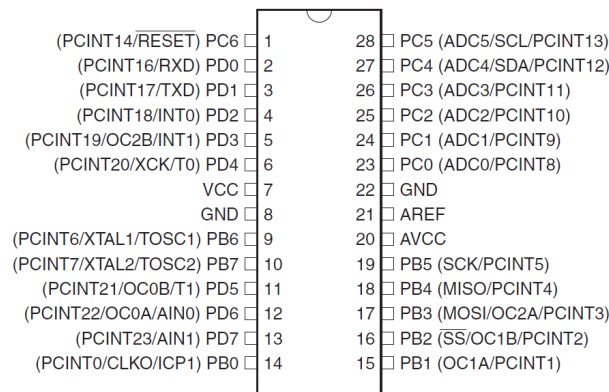 (PCINT14/RESET) PC6 1 28 PC5 (ADC5/SCL/PCINT13)
(PCINT16/RXD) PD0 2 27 PC4 (ADC4/SDA/PCINT12)
(PCINT17/TXD) PD1 3 26 PC3 (ADC3/PCINT11)
(PCINT18/INT0) PD2 4 25 PC2 (ADC2/PCINT10)
(PCINT19/OC2B/INT1) PD3 5 24 PC1 (ADC1/PCINT9)
(PCINT20/XCK/T0) PD4 6 23 PC0 (ADC0/PCINT8)
VCC 7 22 GND
GND 8 21 AREF
(PCINT6/XTAL1/TOSC1) PB6 9 20 AVCC
(PCINT7/XTAL2/TOSC2) PB7 10 19 PB5 (SCK/PCINT5)
(PCINT21/OC0B/T1) PD5 11 18 PB4 (MISO/PCINT4)
(PCINT22/OC0A/AIN0) PD6 12 17 PB3 (MOSI/OC2A/PCINT3)
(PCINT23/AIN1) PD7 13 16 PB2 (SS/OC1B/PCINT2)
(PCINT0/CLKO/ICP1) PB0 14 15 PB1 (OC1A/PCINT1)